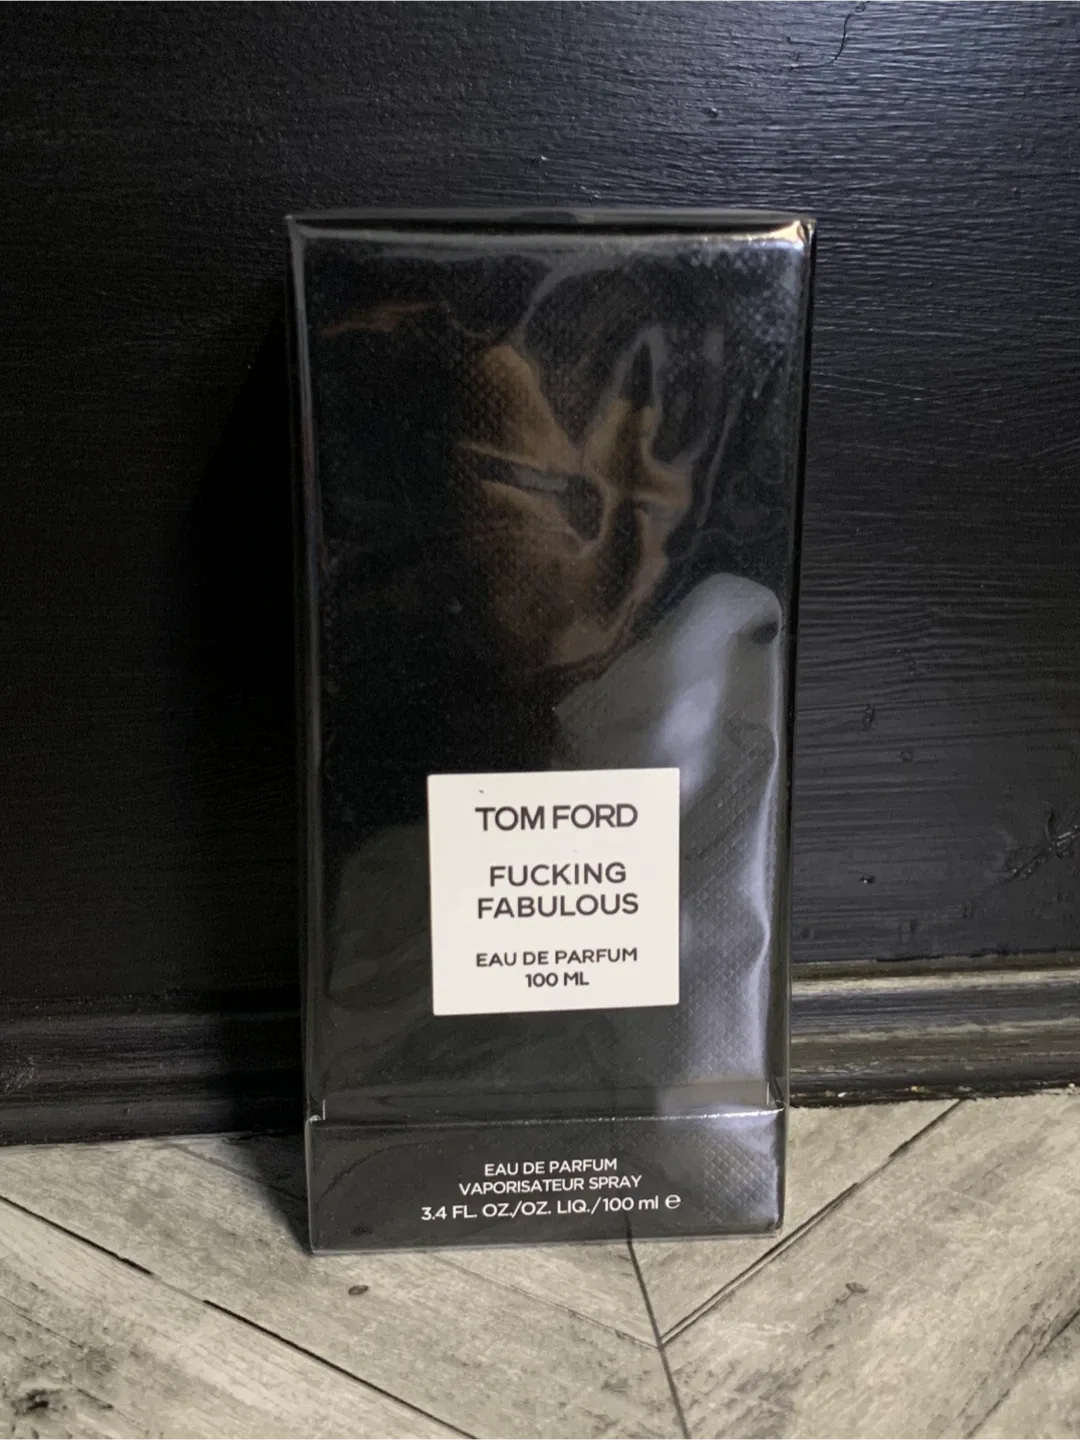 TOM FORD
FUCKING
FABULOUS
EAU DE PARFUM
100 ML
EAU DE PARFUM
VAPORISATEUR SPRAY
3.4 FL. OZ./OZ. LIQ./100 ml ℮